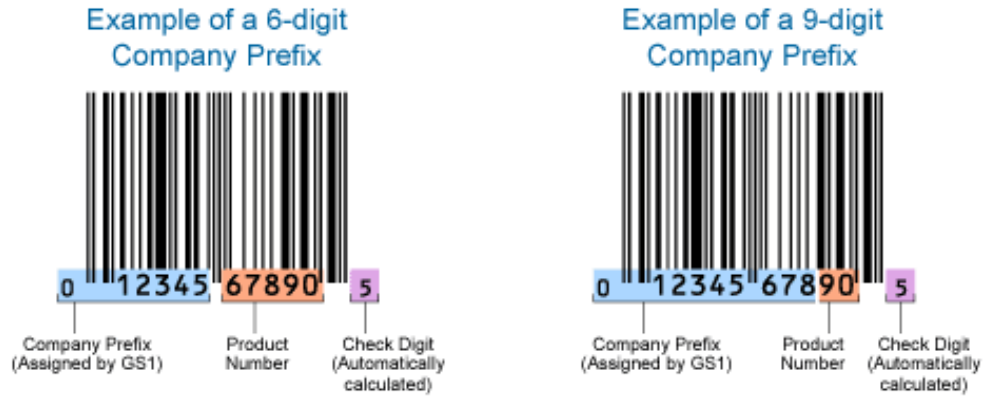 Example of a 6-digit
Company Prefix
0 12345 67890 5
Company Prefix
(Assigned by GS1)
Product
Number
Check Digit
(Automatically
calculated)
Example of a 9-digit
Company Prefix
0 12345 67890 5
Company Prefix
(Assigned by GS1)
Product
Number
Check Digit
(Automatically
calculated)